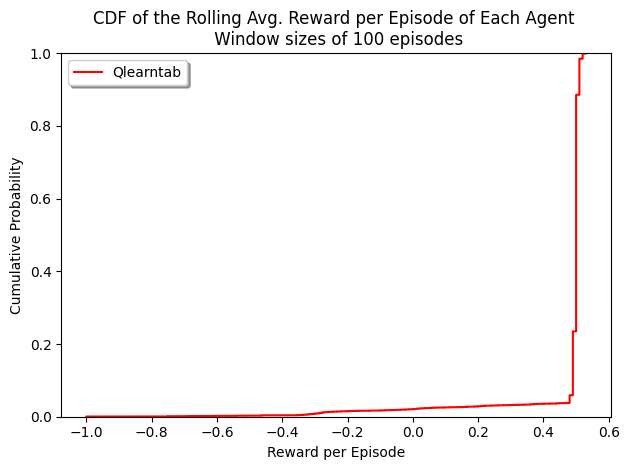 CDF of the Rolling Avg. Reward per Episode of Each Agent
Window sizes of 100 episodes
Qlearntab
Cumulative Probability
1.0
0.8
0.6
0.4
0.2
0.0
−1.0 −0.8 −0.6 −0.4 −0.2 0.0 0.2 0.4 0.6
Reward per Episode